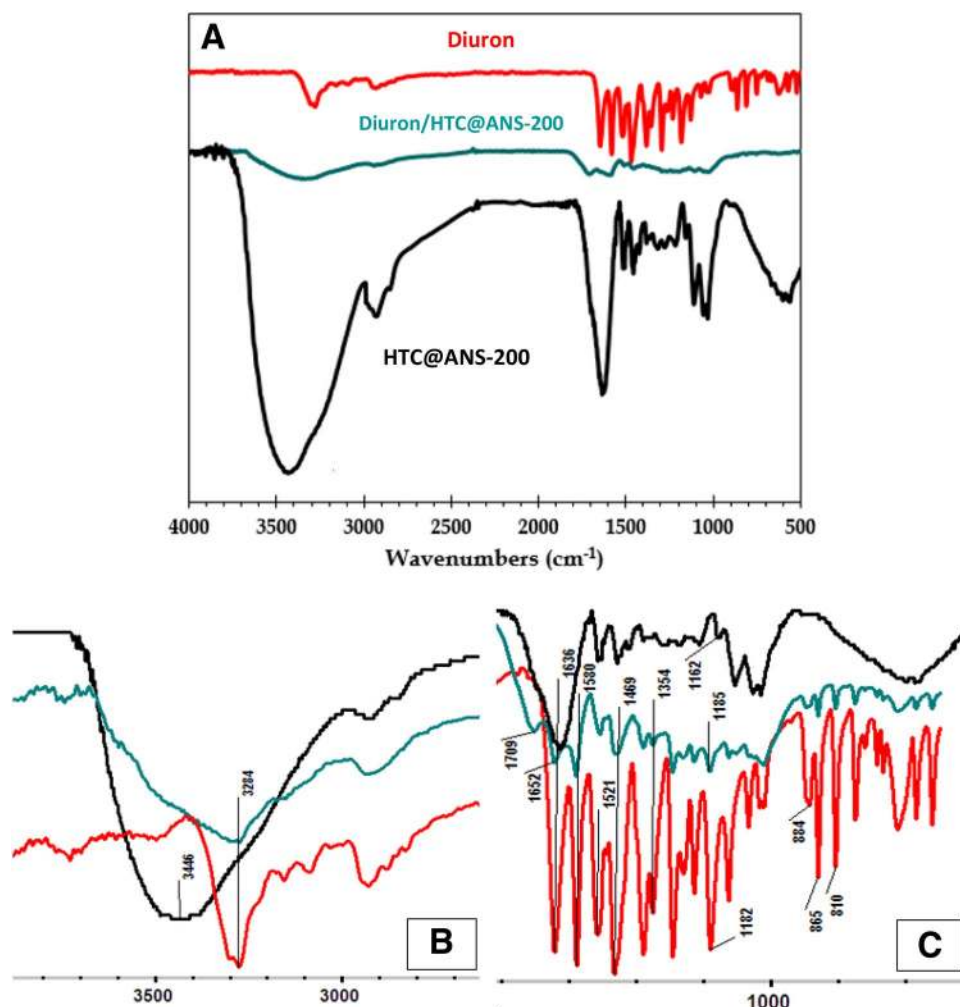 A
Diuron
Diuron/HTC@ANS-200
HTC@ANS-200
4000 3500 3000 2500 2000 1500 1000 500
Wavenumbers (cm⁻¹)
3446
3284
B
3500 3000
1709
1652
1636
1580
1521
1469
1354
1162
1185
1182
884
865
810
C
1000